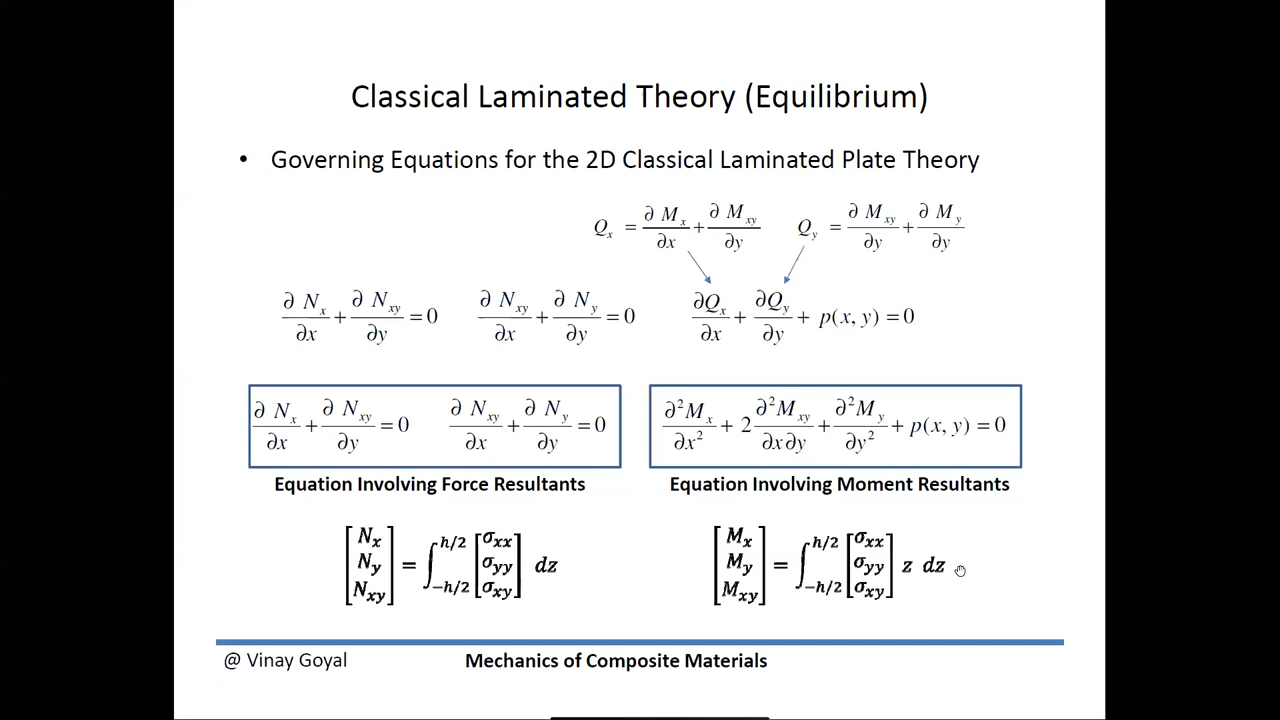 Classical Laminated Theory (Equilibrium)
• Governing Equations for the 2D Classical Laminated Plate Theory
Q_x = ∂M_x/∂x + ∂M_xy/∂y Q_y = ∂M_xy/∂y + ∂M_y/∂y
∂N_x/∂x + ∂N_xy/∂y = 0 ∂N_xy/∂x + ∂N_y/∂y = 0 ∂Q_x/∂x + ∂Q_y/∂y + p(x, y) = 0
∂N_x/∂x + ∂N_xy/∂y = 0 ∂N_xy/∂x + ∂N_y/∂y = 0 ∂²M_x/∂x² + 2 ∂²M_xy/∂x∂y + ∂²M_y/∂y² + p(x, y) = 0
Equation Involving Force Resultants Equation Involving Moment Resultants
[N_x N_y N_xy] = ∫_{-h/2}^{h/2} [σ_xx σ_yy σ_xy] dz [M_x M_y M_xy] = ∫_{-h/2}^{h/2} [σ_xx σ_yy σ_xy] z dz
@ Vinay Goyal Mechanics of Composite Materials